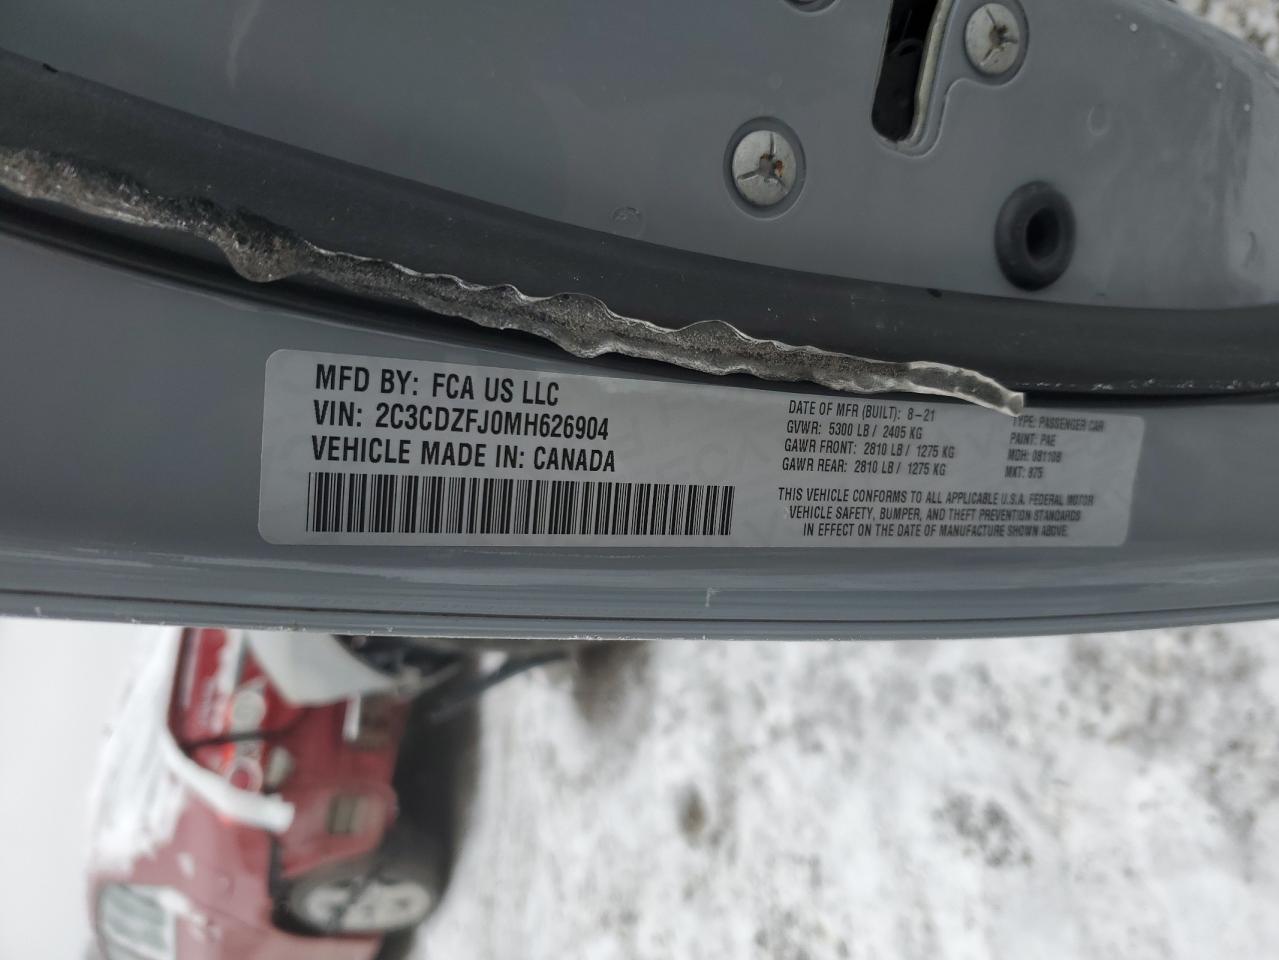 MFD BY: FCA US LLC
VIN: 2C3CDZFJ0MH626904
VEHICLE MADE IN: CANADA
DATE OF MFR (BUILT): 8-21
GVWR: 5300 LB / 2405 KG
GAWR FRONT: 2810 LB / 1275 KG
GAWR REAR: 2810 LB / 1275 KG
TYPE: PASSENGER CAR
PAINT: PAE
MDH: 081108
MKT: 975
THIS VEHICLE CONFORMS TO ALL APPLICABLE U.S.A. FEDERAL MOTOR
VEHICLE SAFETY, BUMPER, AND THEFT PREVENTION STANDARDS
IN EFFECT ON THE DATE OF MANUFACTURE SHOWN ABOVE.